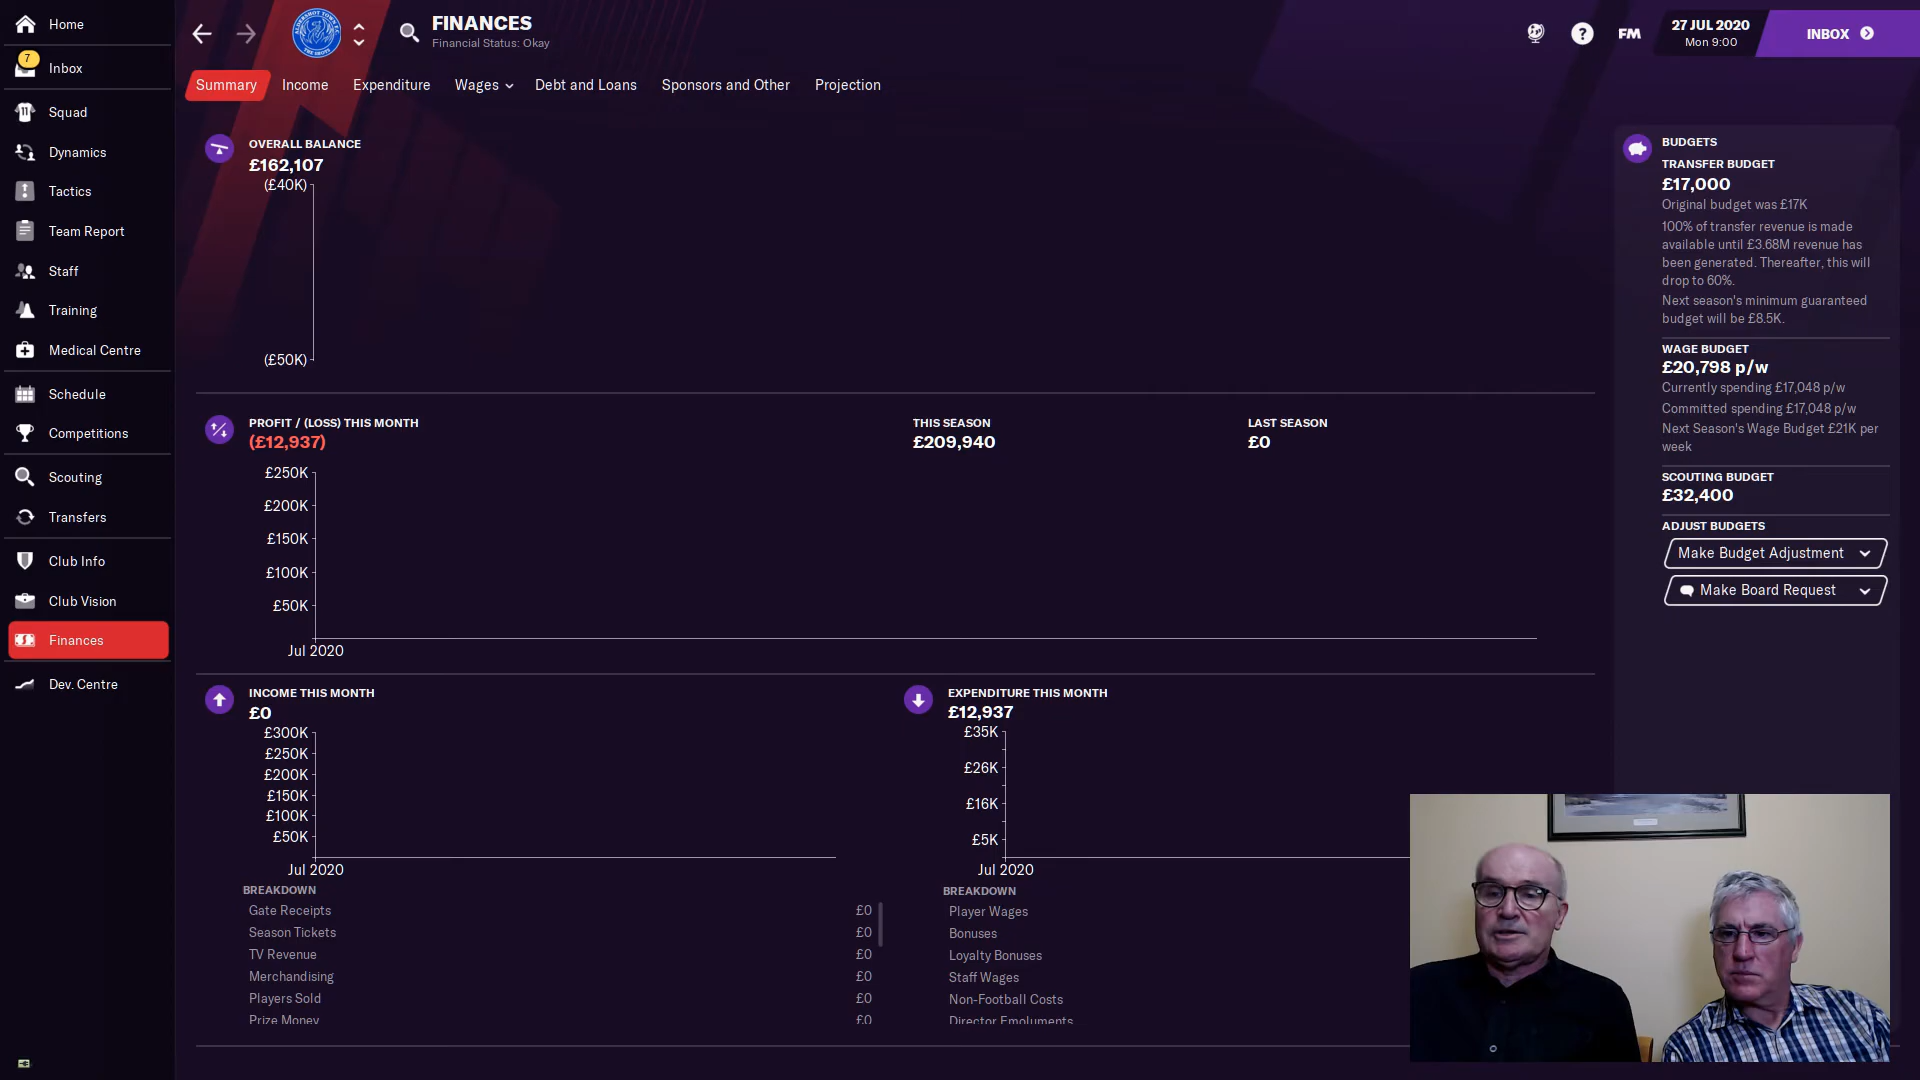 Home
7
Inbox
Squad
Dynamics
Tactics
Team Report
Staff
Training
Medical Centre
Schedule
Competitions
Scouting
Transfers
Club Info
Club Vision
Finances
Dev. Centre
ALDERSHOT TOWN F.C.
THE SHOTS
FINANCES
Financial Status: Okay
?
FM
27 JUL 2020
Mon 9:00
INBOX
Summary
Income
Expenditure
Wages
Debt and Loans
Sponsors and Other
Projection
OVERALL BALANCE
£162,107
(£40K)
(£50K)
PROFIT / (LOSS) THIS MONTH
(£12,937)
THIS SEASON
£209,940
LAST SEASON
£0
£250K
£200K
£150K
£100K
£50K
Jul 2020
INCOME THIS MONTH
£0
£300K
£250K
£200K
£150K
£100K
£50K
Jul 2020
BREAKDOWN
Gate Receipts £0
Season Tickets £0
TV Revenue £0
Merchandising £0
Players Sold £0
Prize Money £0
EXPENDITURE THIS MONTH
£12,937
£35K
£26K
£16K
£5K
Jul 2020
BREAKDOWN
Player Wages
Bonuses
Loyalty Bonuses
Staff Wages
Non-Football Costs
Director Emoluments
BUDGETS
TRANSFER BUDGET
£17,000
Original budget was £17K
100% of transfer revenue is made
available until £3.68M revenue has
been generated. Thereafter, this will
drop to 60%.
Next season's minimum guaranteed
budget will be £8.5K.
WAGE BUDGET
£20,798 p/w
Currently spending £17,048 p/w
Committed spending £17,048 p/w
Next Season's Wage Budget £21K per
week
SCOUTING BUDGET
£32,400
ADJUST BUDGETS
Make Budget Adjustment
Make Board Request